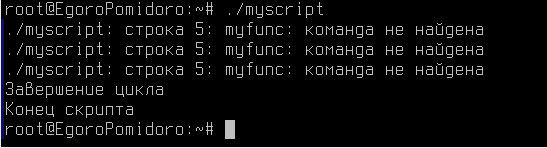 root@EgoroPomidoro:~# ./myscript
./myscript: строка 5: myfunc: команда не найдена
./myscript: строка 5: myfunc: команда не найдена
./myscript: строка 5: myfunc: команда не найдена
Завершение цикла
Конец скрипта
root@EgoroPomidoro:~#